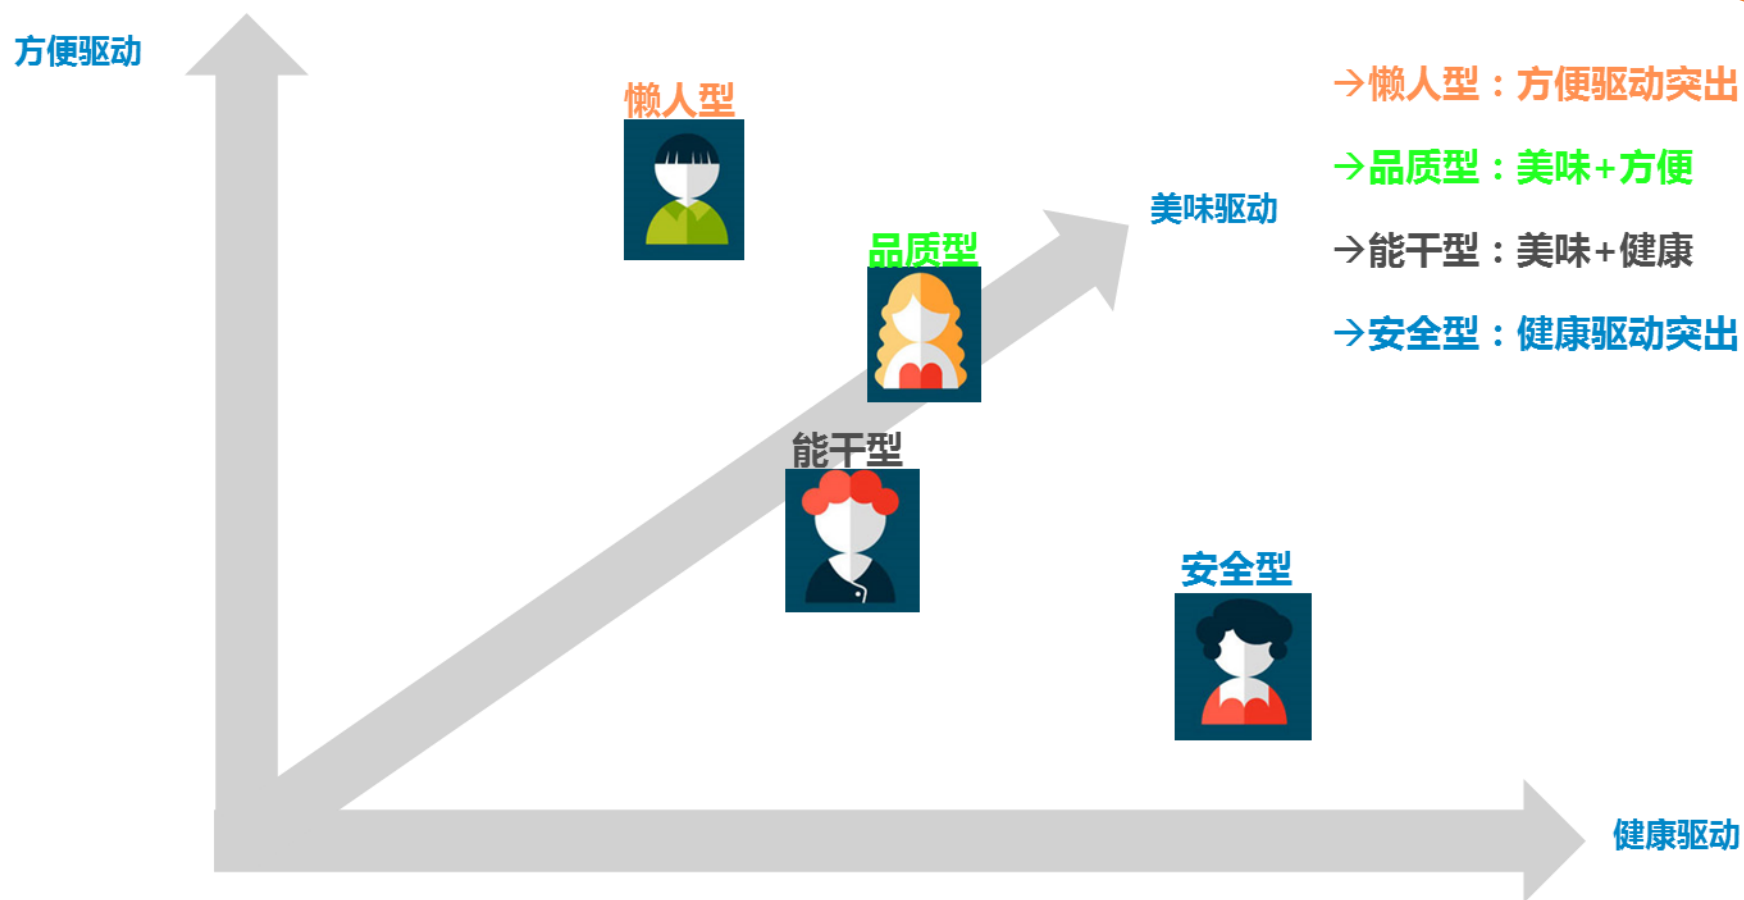 方便驱动
懒人型
→懒人型：方便驱动突出
→品质型：美味+方便
美味驱动
品质型
→能干型：美味+健康
→安全型：健康驱动突出
能干型
安全型
健康驱动